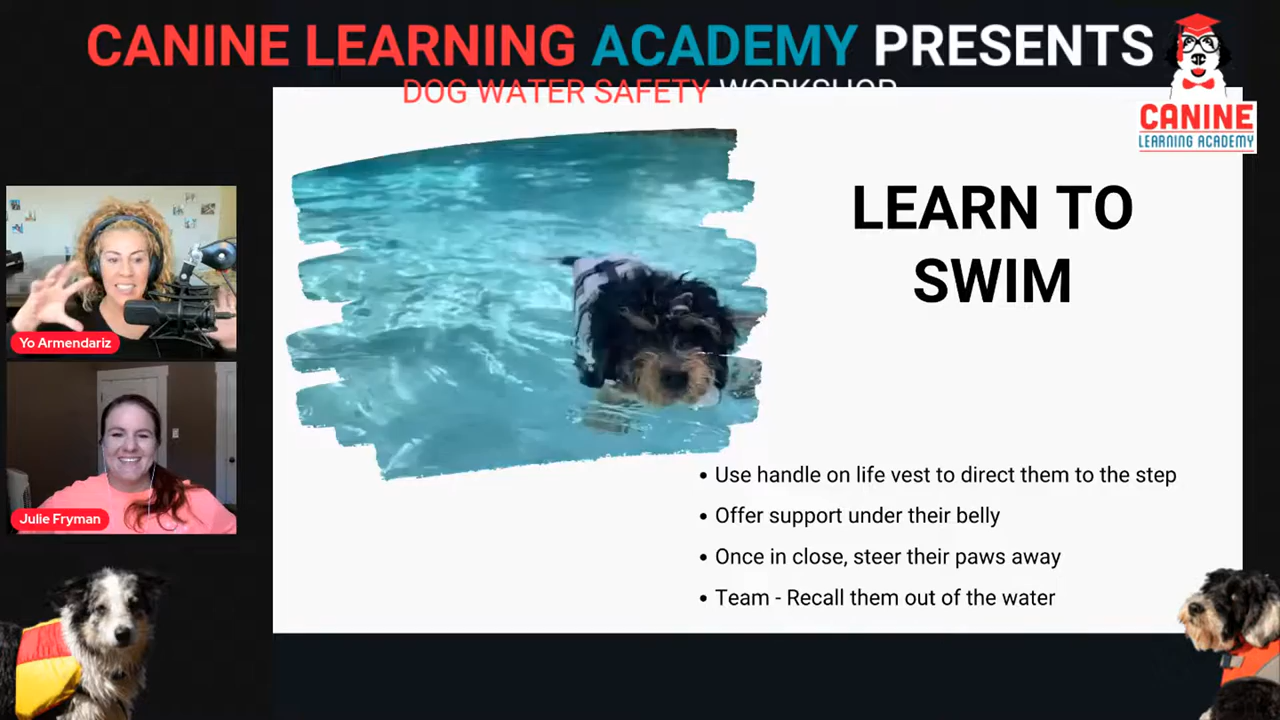 CANINE LEARNING ACADEMY PRESENTS
DOG WATER SAFETY WORKSHOP
CANINE
LEARNING ACADEMY
LEARN TO
SWIM
Yo Armendariz
Julie Fryman
• Use handle on life vest to direct them to the step
• Offer support under their belly
• Once in close, steer their paws away
• Team - Recall them out of the water